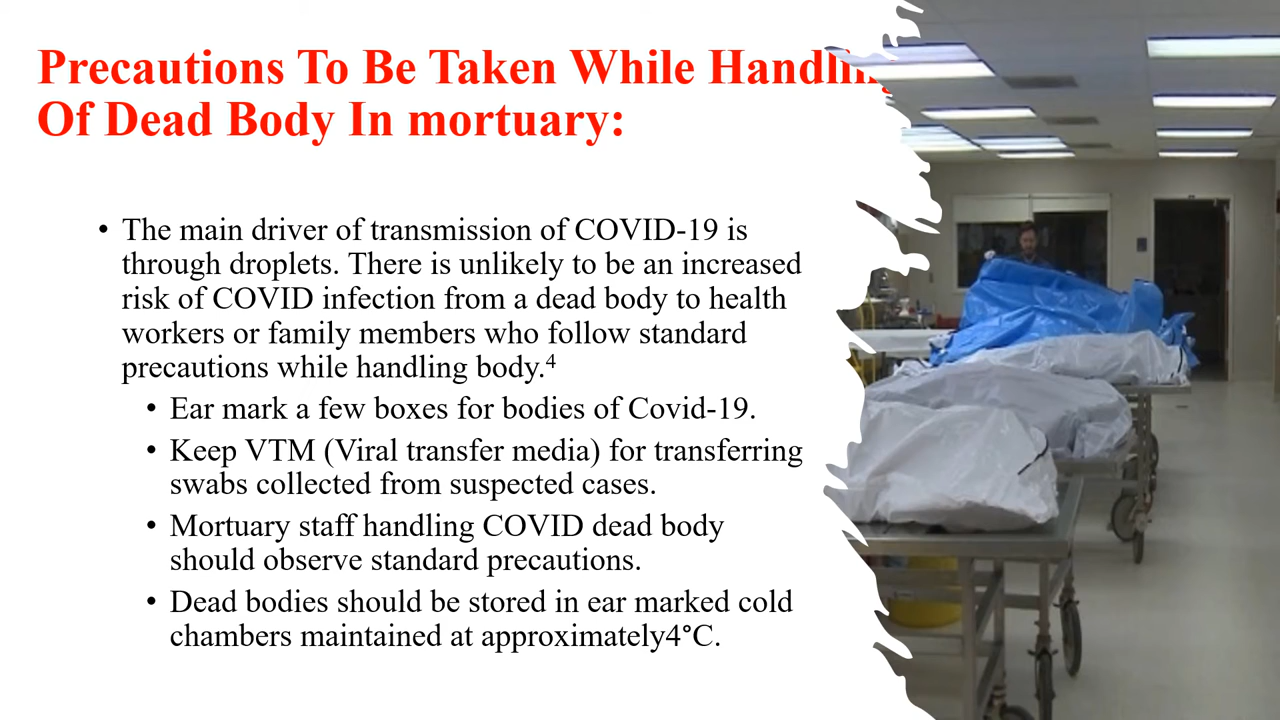 Precautions To Be Taken While Handling
Of Dead Body In mortuary:
• The main driver of transmission of COVID-19 is
through droplets. There is unlikely to be an increased
risk of COVID infection from a dead body to health
workers or family members who follow standard
precautions while handling body.⁴
• Ear mark a few boxes for bodies of Covid-19.
• Keep VTM (Viral transfer media) for transferring
swabs collected from suspected cases.
• Mortuary staff handling COVID dead body
should observe standard precautions.
• Dead bodies should be stored in ear marked cold
chambers maintained at approximately4°C.